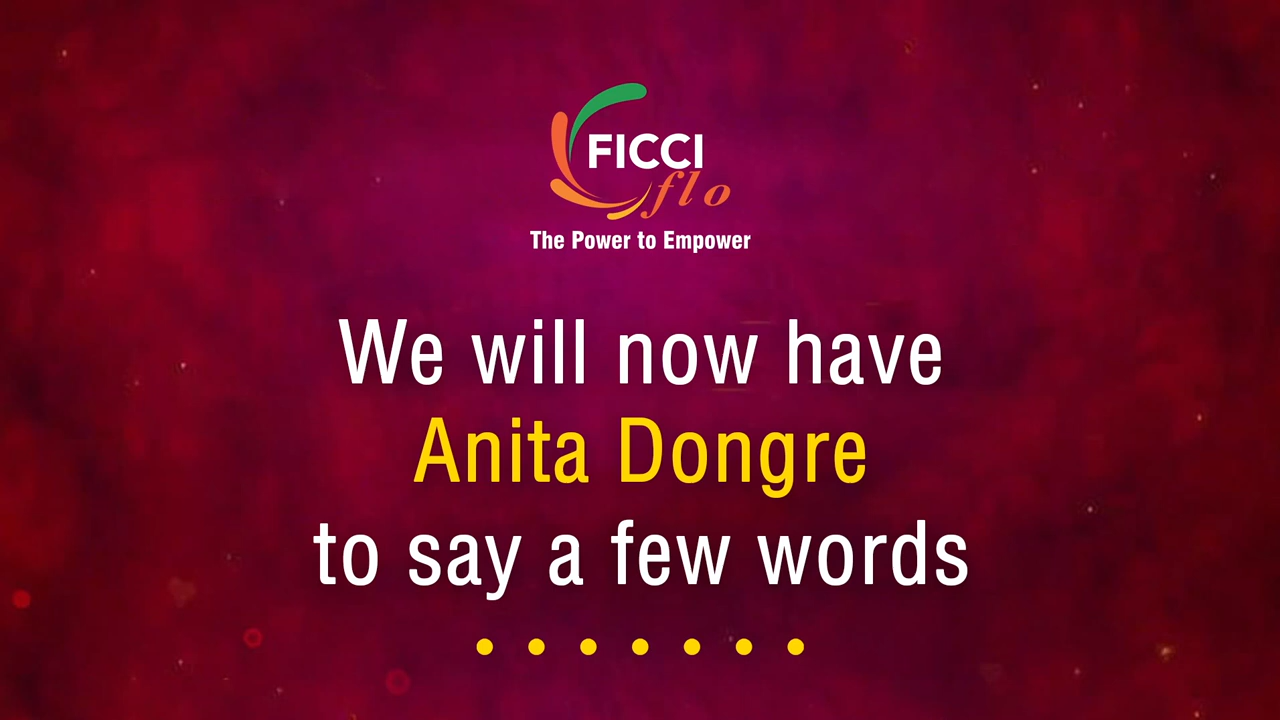 FICCI
flo
The Power to Empower
We will now have
Anita Dongre
to say a few words